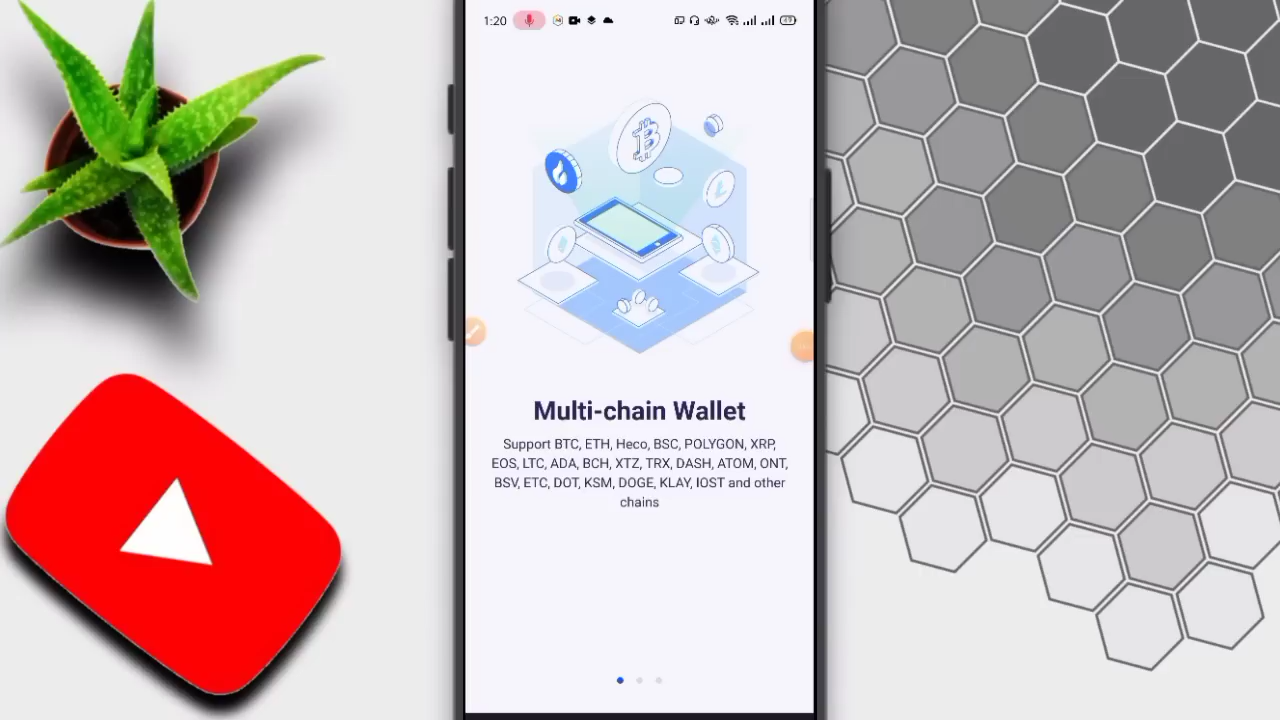 1:20
Multi-chain Wallet
Support BTC, ETH, Heco, BSC, POLYGON, XRP,
EOS, LTC, ADA, BCH, XTZ, TRX, DASH, ATOM, ONT,
BSV, ETC, DOT, KSM, DOGE, KLAY, IOST and other
chains